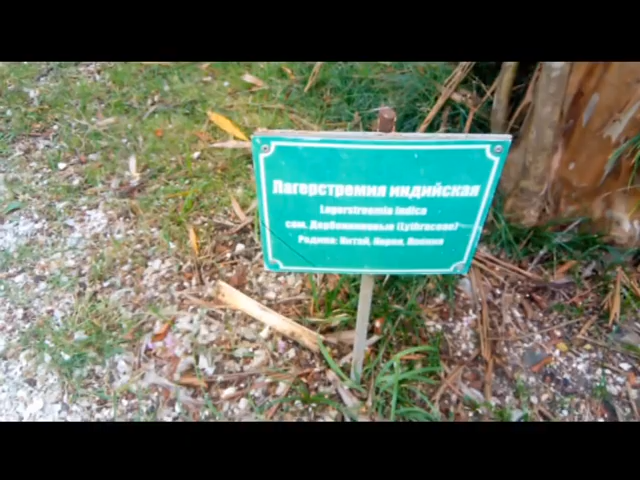 Лагерстремия индийская
Lagerstroemia indica
сем. Дербенниковые (Lythraceae)
Родина: Китай, Корея, Япония